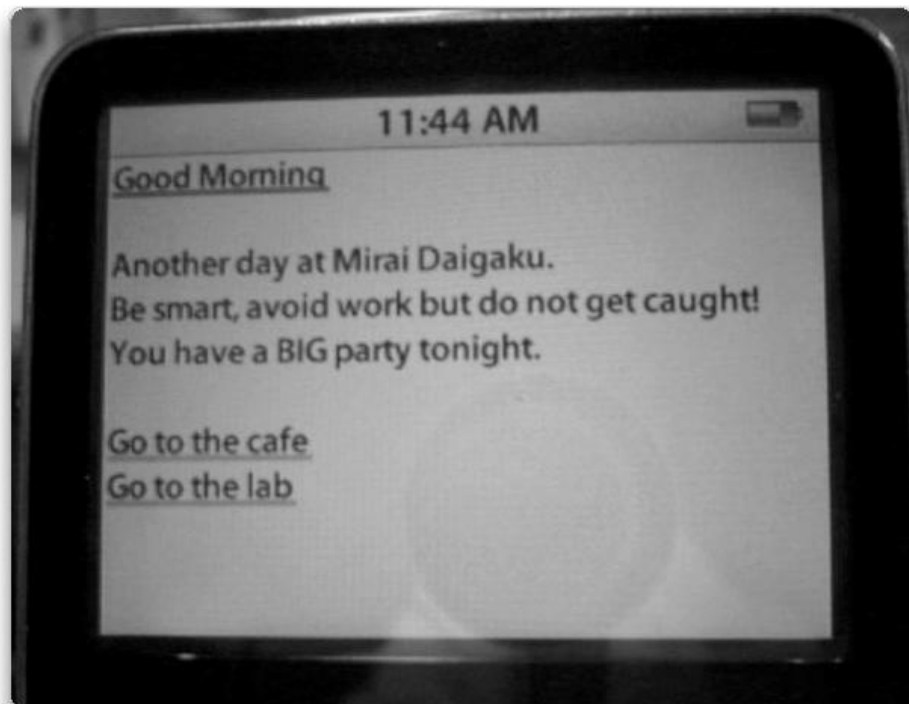 11:44 AM
Good Morning
Another day at Mirai Daigaku.
Be smart, avoid work but do not get caught!
You have a BIG party tonight.
Go to the cafe
Go to the lab